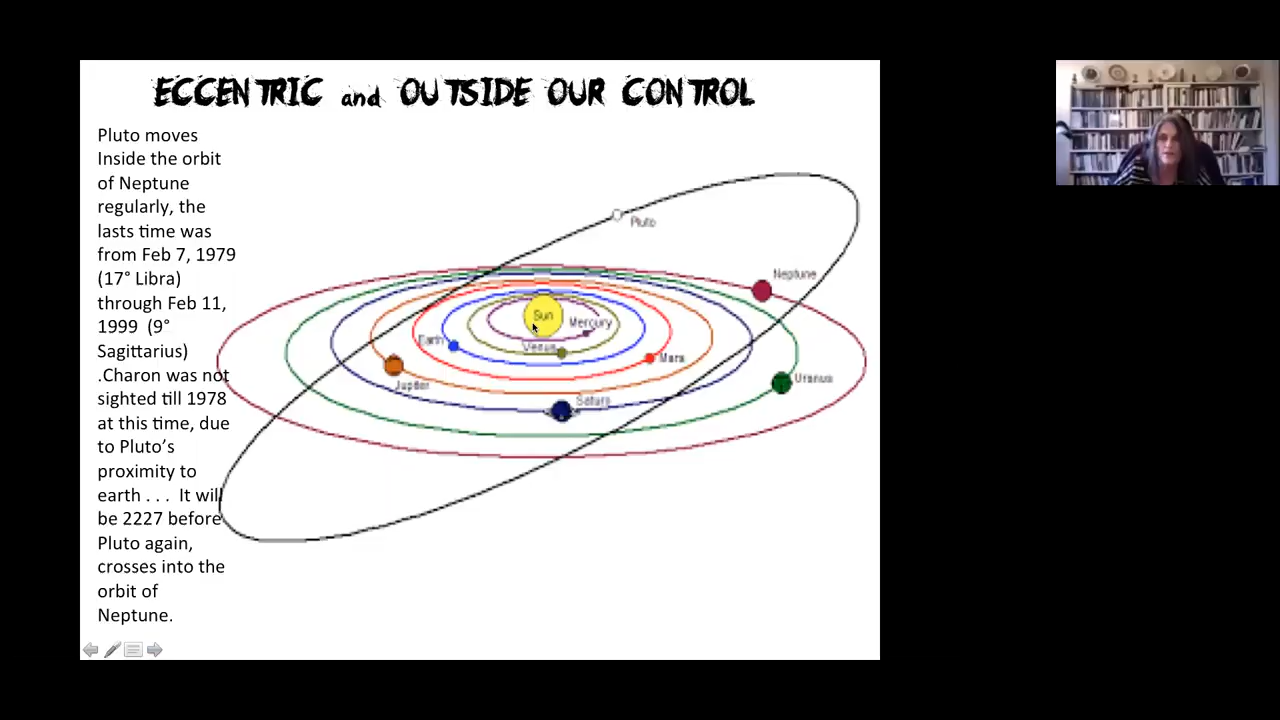 ECCENTRIC and OUTSIDE OUR CONTROL
Pluto moves
Inside the orbit
of Neptune
regularly, the
lasts time was
from Feb 7, 1979
(17° Libra)
through Feb 11,
1999 (9°
Sagittarius)
.Charon was not
sighted till 1978
at this time, due
to Pluto's
proximity to
earth . . . It will
be 2227 before
Pluto again,
crosses into the
orbit of
Neptune.
Pluto
Neptune
Sun
Mercury
Earth
Venus
Mars
Jupiter
Uranus
Saturn